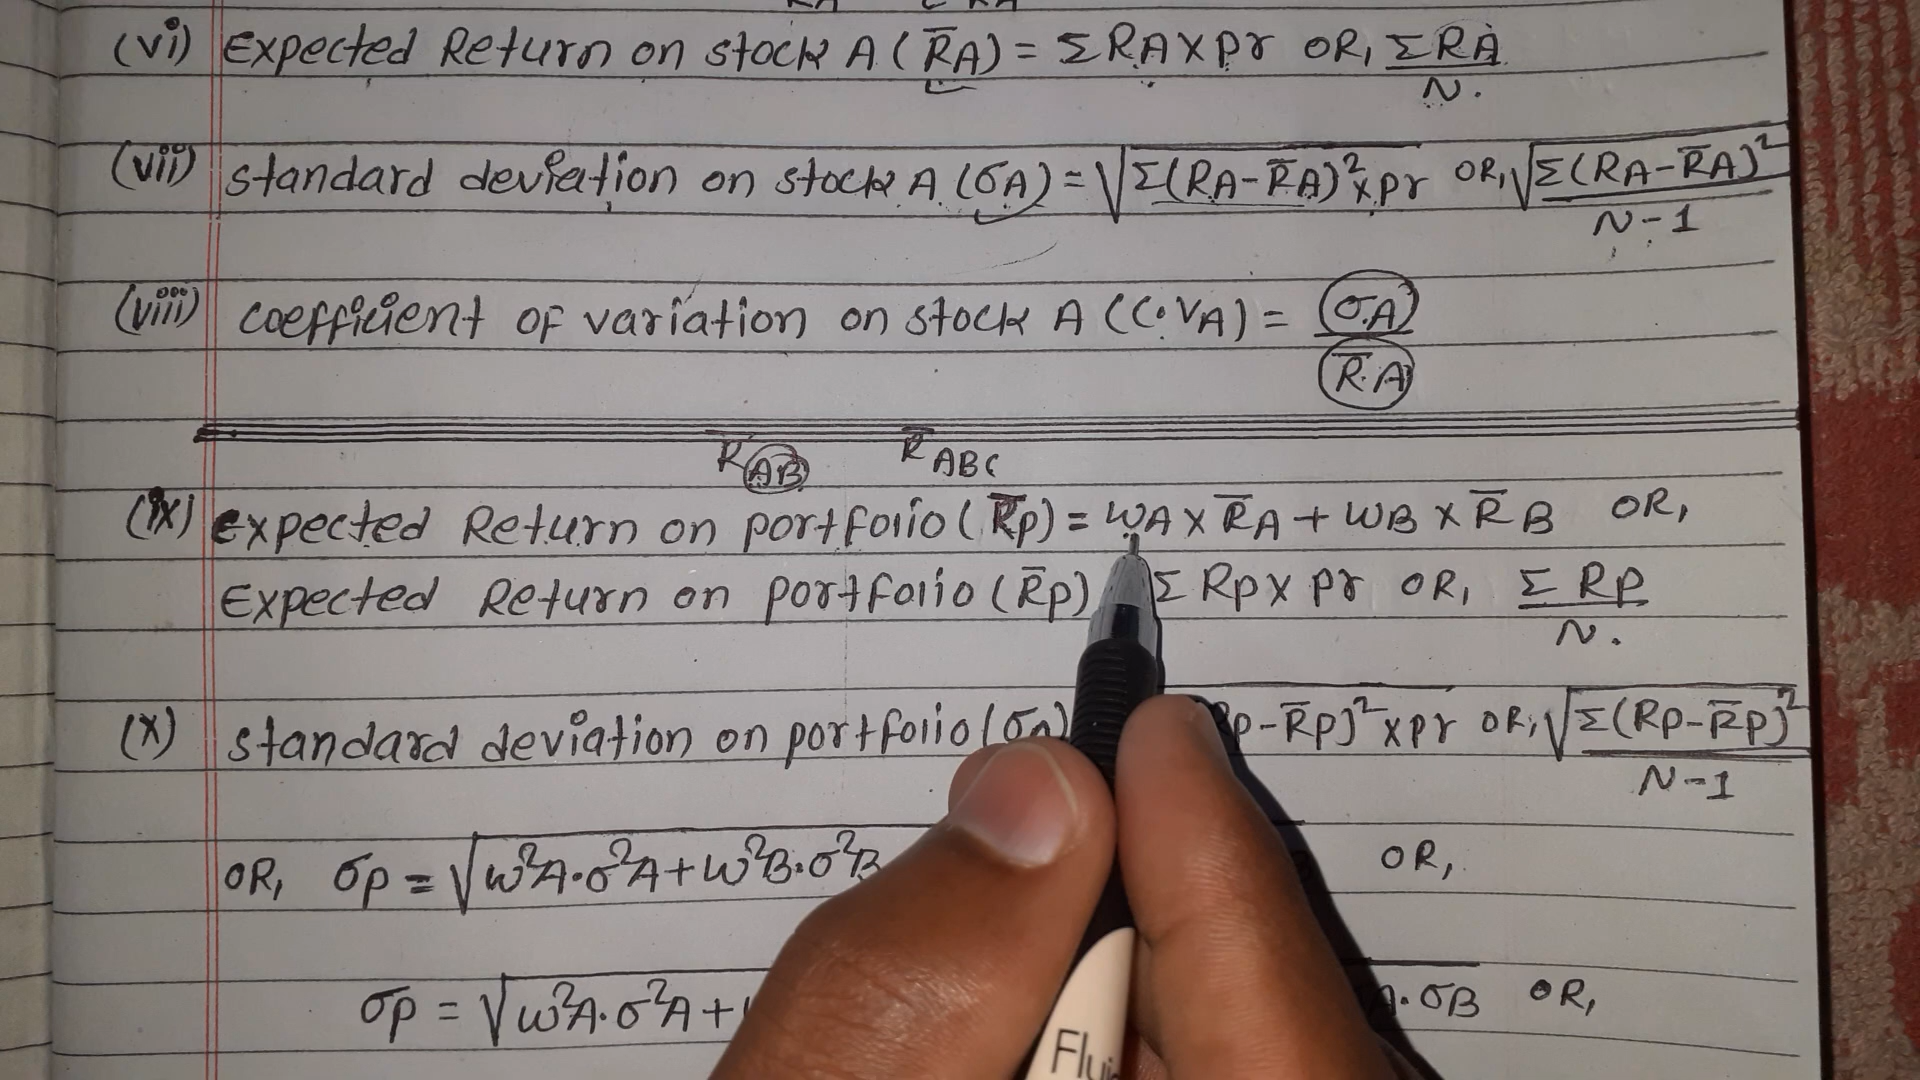 (vi) Expected Return on stock A (R̅A) = ΣRA×Pr OR, ΣRA/N.
(vii) standard deviation on stock A (σA) = √Σ(RA-R̅A)²×Pr OR, √Σ(RA-R̅A)²/N-1
(viii) coefficient of variation on stock A (C.VA) = σA/R̅A
R̅AB R̅ABC
(ix) Expected Return on portfolio (R̅p) = WA×R̅A + WB×R̅B OR,
Expected Return on portfolio (R̅p) Σ Rp×Pr OR, ΣRp/N.
(x) standard deviation on portfolio (σA) p-R̅p)²×Pr OR, √Σ(Rp-R̅p)²/N-1
OR, σp = √W²A.σ²A+W²B.σ²B OR,
σp = √W²A.σ²A+ A.σB OR,
Flui